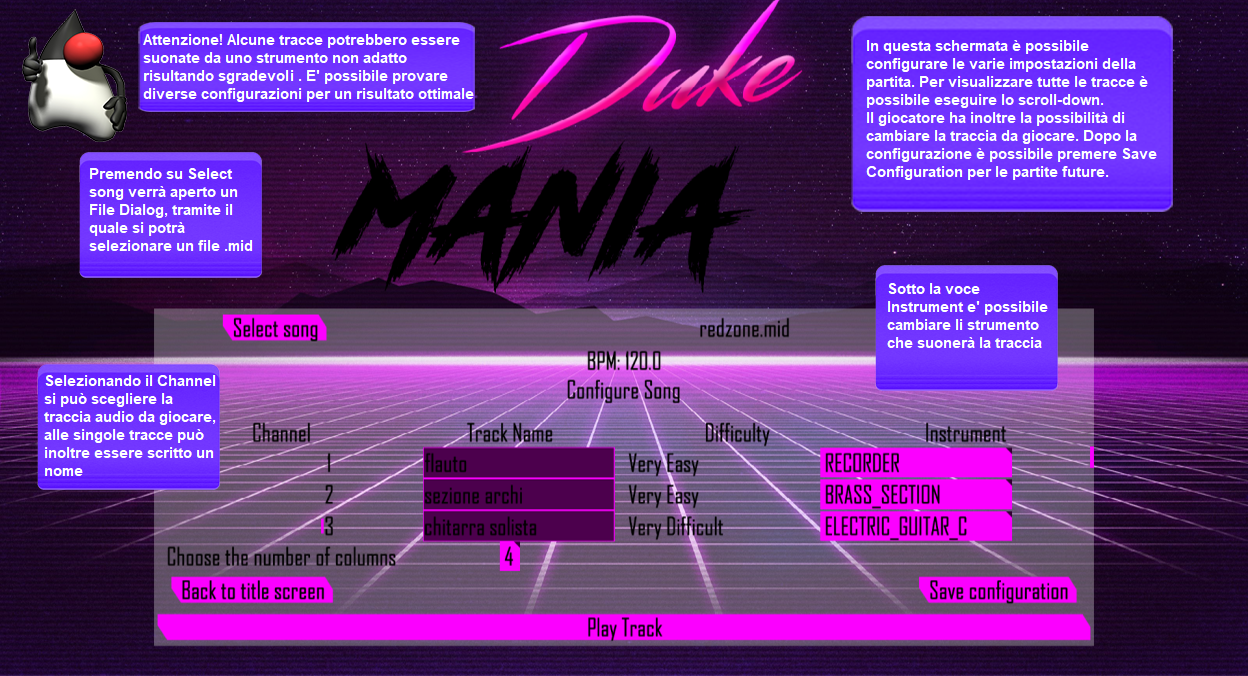 Attenzione! Alcune tracce potrebbero essere
suonate da uno strumento non adatto
risultando sgradevoli . E' possibile provare
diverse configurazioni per un risultato ottimale
Duke
MANIA
In questa schermata è possibile
configurare le varie impostazioni della
partita. Per visualizzare tutte le tracce è
possibile eseguire lo scroll-down.
Il giocatore ha inoltre la possibilità di
cambiare la traccia da giocare. Dopo la
configurazione è possibile premere Save
Configuration per le partite future.
Premendo su Select
song verrà aperto un
File Dialog, tramite il
quale si potrà
selezionare un file .mid
Sotto la voce
Instrument e' possibile
cambiare li strumento
che suonerà la traccia
Select song
redzone.mid
BPM: 120.0
Configure Song
Selezionando il Channel
si può scegliere la
traccia audio da giocare,
alle singole tracce può
inoltre essere scritto un
nome
Channel Track Name Difficulty Instrument
1 flauto Very Easy RECORDER
2 sezione archi Very Easy BRASS_SECTION
3 chitarra solista Very Difficult ELECTRIC_GUITAR_C
Choose the number of columns 4
Back to title screen Save configuration
Play Track